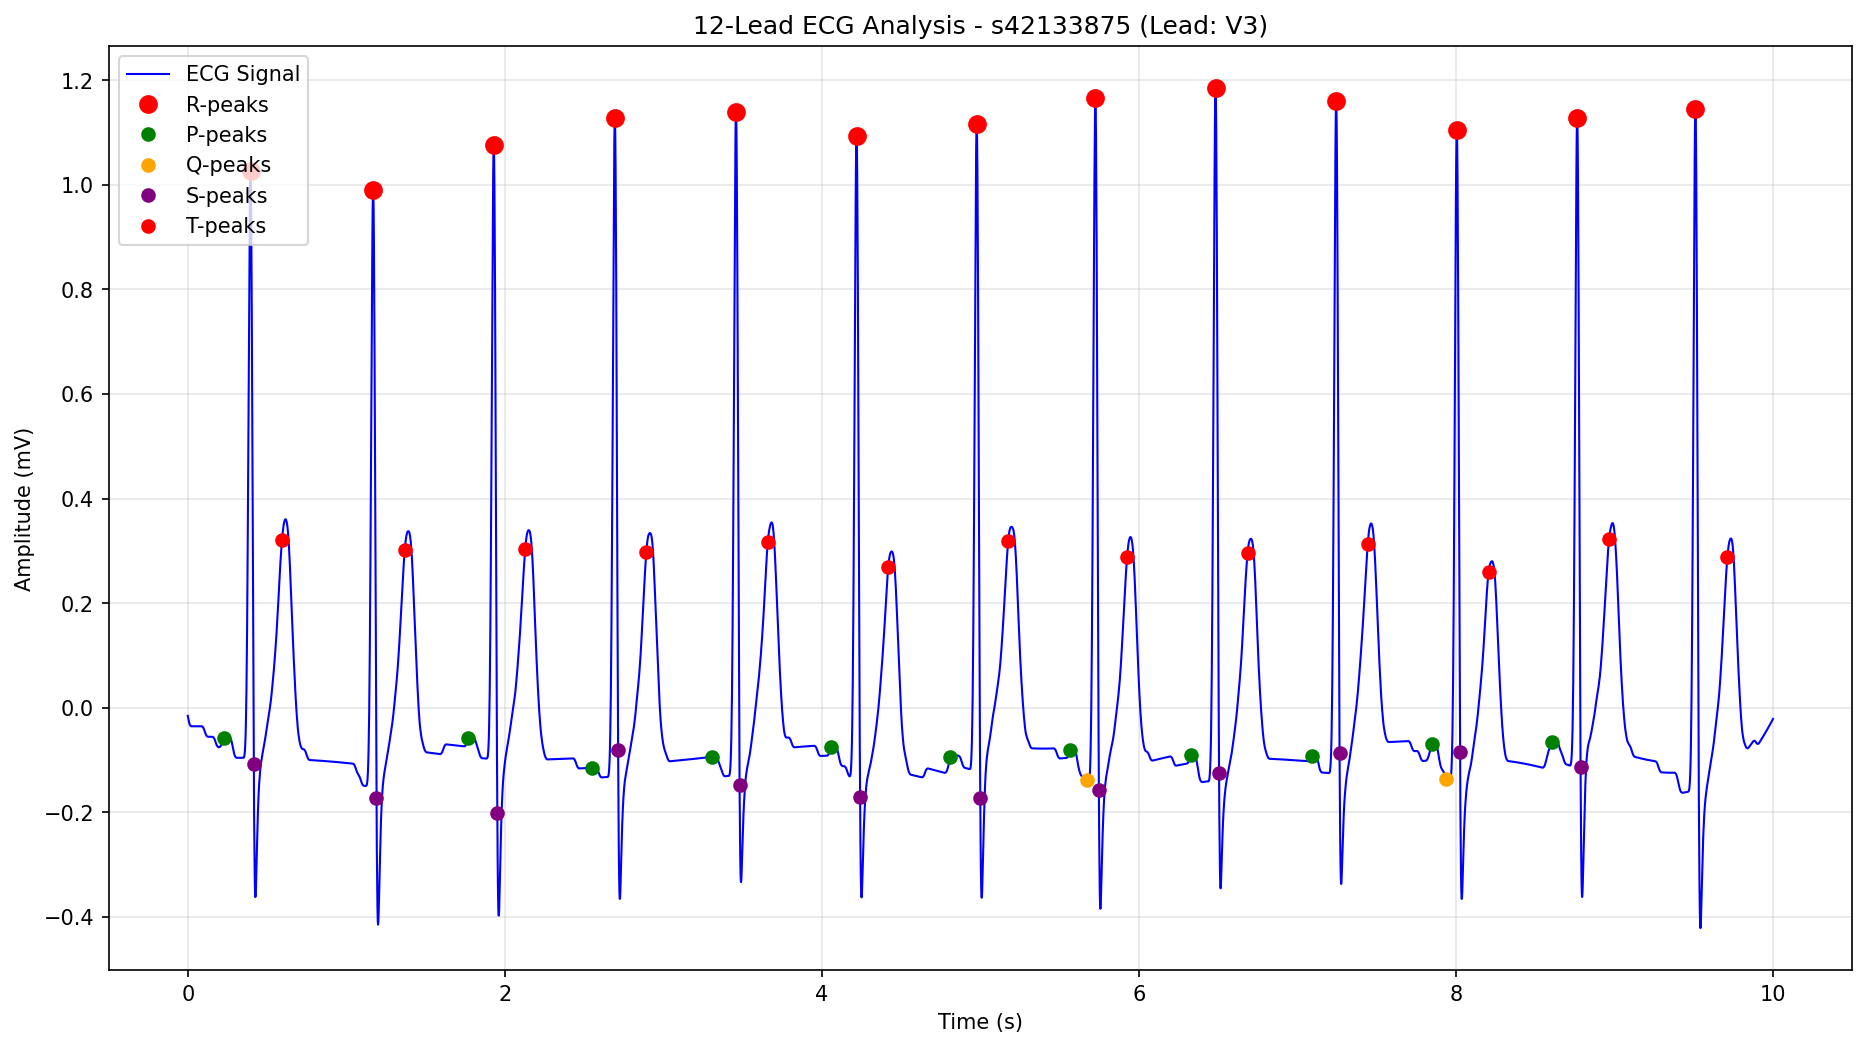 12-Lead ECG Analysis - s42133875 (Lead: V3)
ECG Signal
R-peaks
P-peaks
Q-peaks
S-peaks
T-peaks
1.2
1.0
0.8
0.6
0.4
0.2
0.0
−0.2
−0.4
Amplitude (mV)
0 2 4 6 8 10
Time (s)